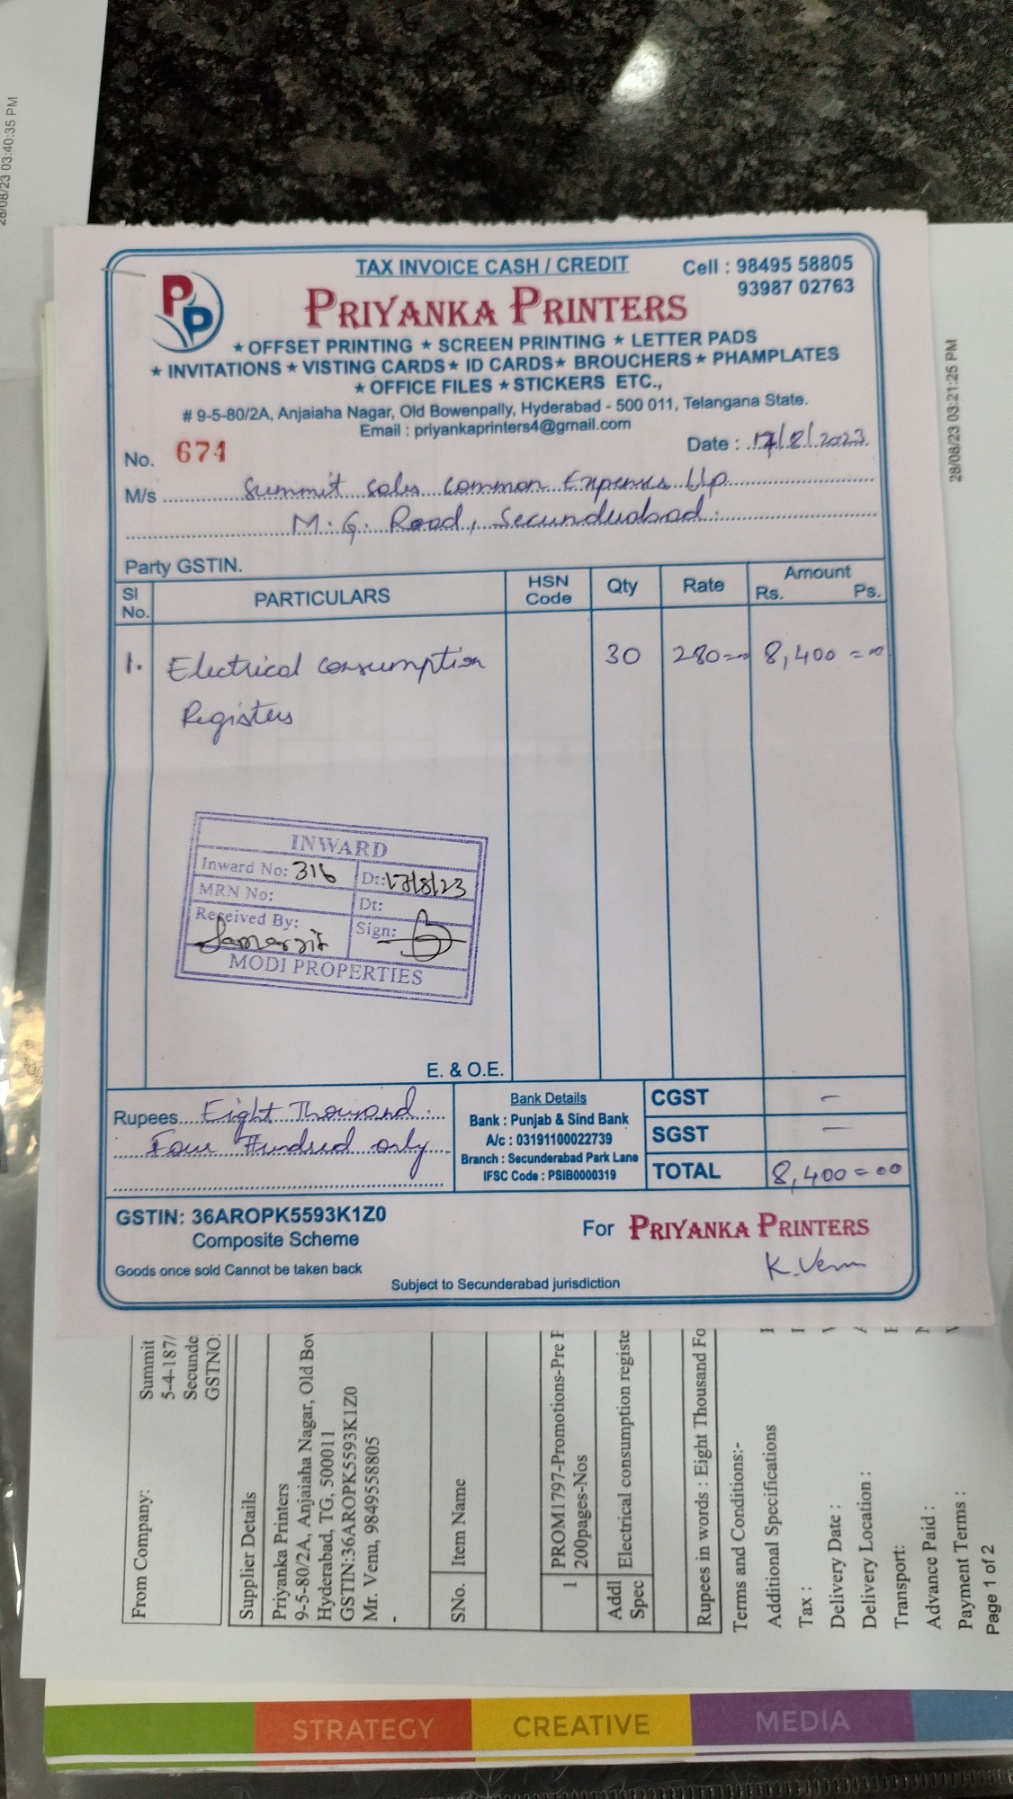 28/08/23 03:40:35 PM
TAX INVOICE CASH / CREDIT
Cell : 98495 58805
93987 02763
PP
PRIYANKA PRINTERS
★ OFFSET PRINTING ★ SCREEN PRINTING ★ LETTER PADS
★ INVITATIONS ★ VISTING CARDS ★ ID CARDS ★ BROUCHERS ★ PHAMPLATES
★ OFFICE FILES ★ STICKERS ETC.,
# 9-5-80/2A, Anjaiaha Nagar, Old Bowenpally, Hyderabad - 500 011, Telangana State.
Email : priyankaprinters4@gmail.com
No. 671
Date : 17/8/2023
M/s Summit Sales Common Expenses Llp
M.G. Road, Secunderabad.
Party GSTIN.
Sl No. PARTICULARS HSN Code Qty Rate Amount Rs. Ps.
1. Electrical consumption 30 280=00 8,400=00
Registers
INWARD
Inward No: 316 D:: 17/8/23
MRN No: Dt:
Received By: Sign:
MODI PROPERTIES
E. & O.E.
Rupees Eight Thousand
Four Hundred only
Bank Details
Bank : Punjab & Sind Bank
A/c : 03191100022739
Branch : Secunderabad Park Lane
IFSC Code : PSIB0000319
CGST –
SGST –
TOTAL 8,400=00
GSTIN: 36AROPK5593K1Z0
Composite Scheme
For PRIYANKA PRINTERS
K. Venu
Goods once sold Cannot be taken back
Subject to Secunderabad jurisdiction
28/08/23 03:21:25 PM
From Company: Summit
5-4-187/
Secunde
GSTNO:
Supplier Details
Priyanka Printers
9-5-80/2A, Anjaiaha Nagar, Old Bow
Hyderabad, TG, 500011
GSTIN:36AROPK5593K1Z0
Mr. Venu, 9849558805
-
SNo. Item Name
1 PROM1797-Promotions-Pre P
200pages-Nos
Addl Spec Electrical consumption registe
Rupees in words : Eight Thousand Fo
Terms and Conditions:-
Additional Specifications
Tax :
Delivery Date :
Delivery Location :
Transport:
Advance Paid :
Payment Terms :
Page 1 of 2
STRATEGY CREATIVE MEDIA